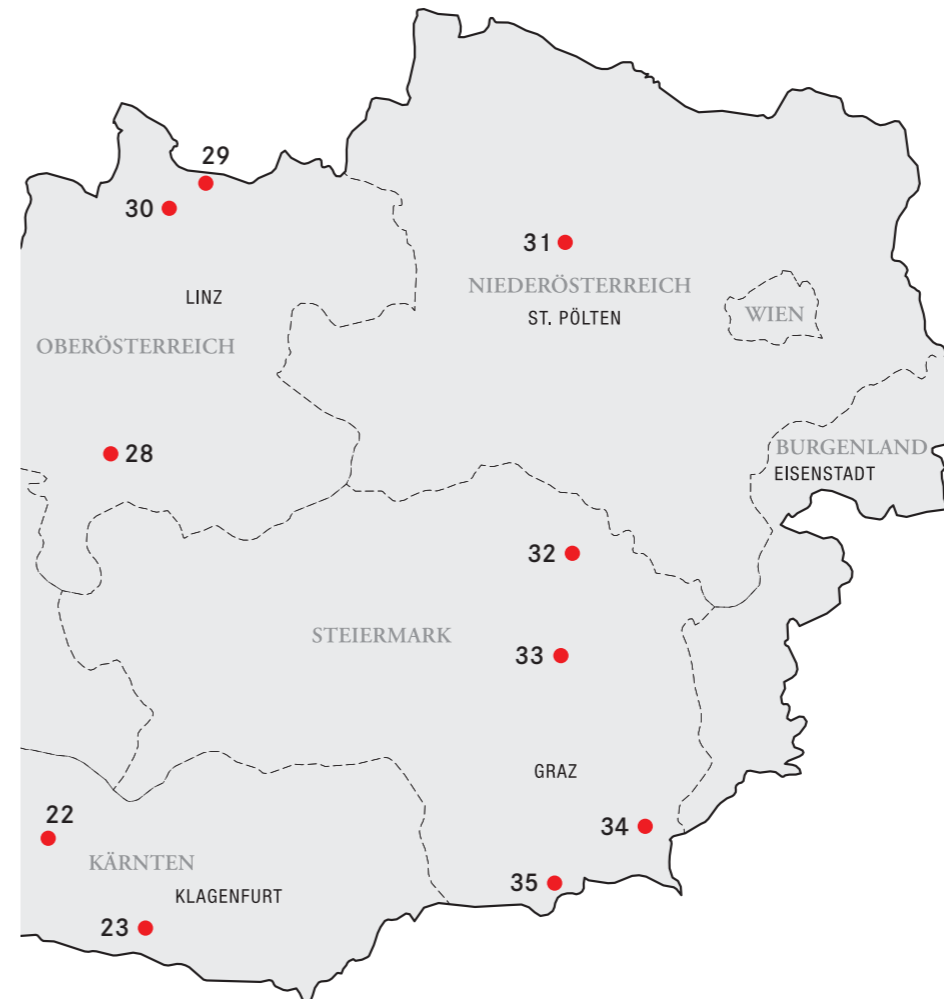 29
30
31
NIEDERÖSTERREICH
LINZ
WIEN
ST. PÖLTEN
OBERÖSTERREICH
28
BURGENLAND
EISENSTADT
32
STEIERMARK
33
GRAZ
22
34
KÄRNTEN
35
KLAGENFURT
23